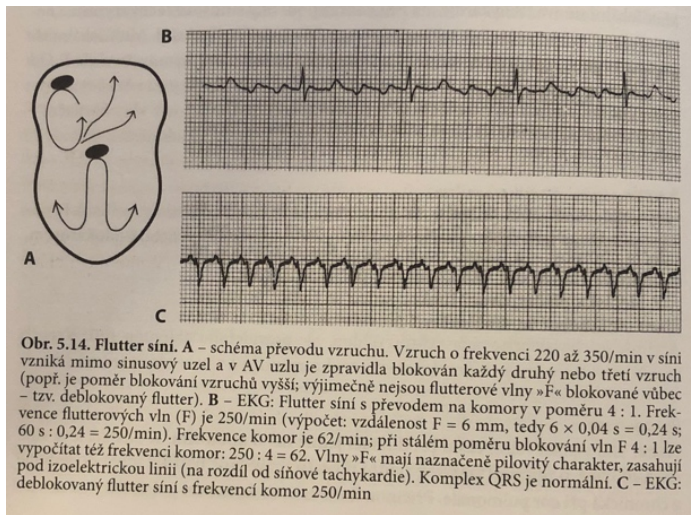 B
A
C
Obr. 5.14. Flutter síní. A – schéma převodu vzruchu. Vzruch o frekvenci 220 až 350/min v síni
vzniká mimo sinusový uzel a v AV uzlu je zpravidla blokován každý druhý nebo třetí vzruch
(popř. je poměr blokování vzruchů vyšší; výjimečně nejsou flutterové vlny »F« blokované vůbec
– tzv. deblokovaný flutter). B – EKG: Flutter síní s převodem na komory v poměru 4 : 1. Frek-
vence flutterových vln (F) je 250/min (výpočet: vzdálenost F = 6 mm, tedy 6 × 0,04 s = 0,24 s;
60 s : 0,24 = 250/min). Frekvence komor je 62/min; při stálém poměru blokování vln F 4 : 1 lze
vypočítat též frekvenci komor: 250 : 4 = 62. Vlny »F« mají naznačeně pilovitý charakter, zasahují
pod izoelektrickou linii (na rozdíl od síňové tachykardie). Komplex QRS je normální. C – EKG:
deblokovaný flutter síní s frekvencí komor 250/min